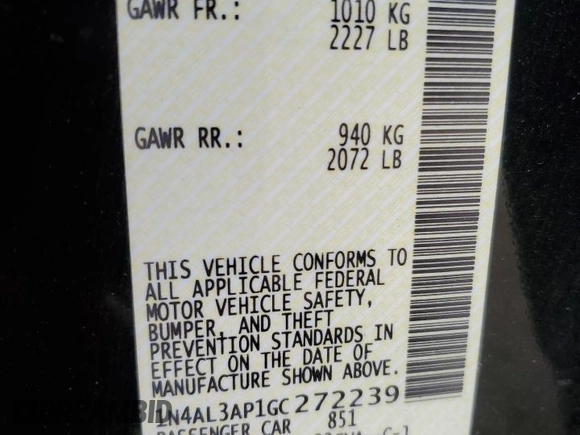 GAWR FR.: 1010 KG
2227 LB
GAWR RR.: 940 KG
2072 LB
THIS VEHICLE CONFORMS TO
ALL APPLICABLE FEDERAL
MOTOR VEHICLE SAFETY,
BUMPER, AND THEFT
PREVENTION STANDARDS IN
EFFECT ON THE DATE OF
MANUFACTURE SHOWN ABOVE.
1N4AL3AP1GC272239
PASSENGER CAR 851